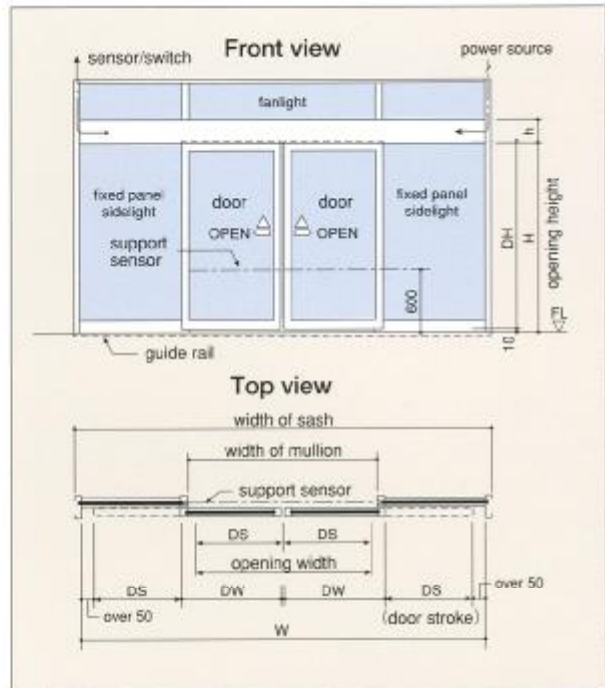 Front view
sensor/switch
power source
fanlight
h
fixed panel
sidelight
door
OPEN
door
OPEN
fixed panel
sidelight
support
sensor
600
DH
H
opening height
FL
10
guide rail
Top view
width of sash
width of mullion
support sensor
DS
DS
opening width
DS
DW
DW
DS
over 50
over 50
(door stroke)
W